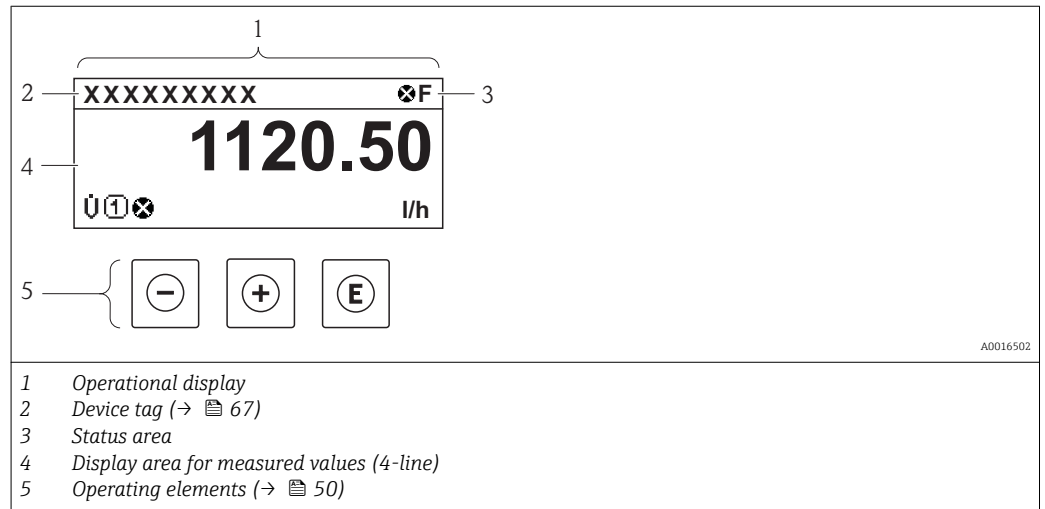 1
2
XXXXXXXXX
F
3
4
1120.50
U̇ 1
l/h
5
− + E
A0016502
1 Operational display
2 Device tag (→ 67)
3 Status area
4 Display area for measured values (4-line)
5 Operating elements (→ 50)